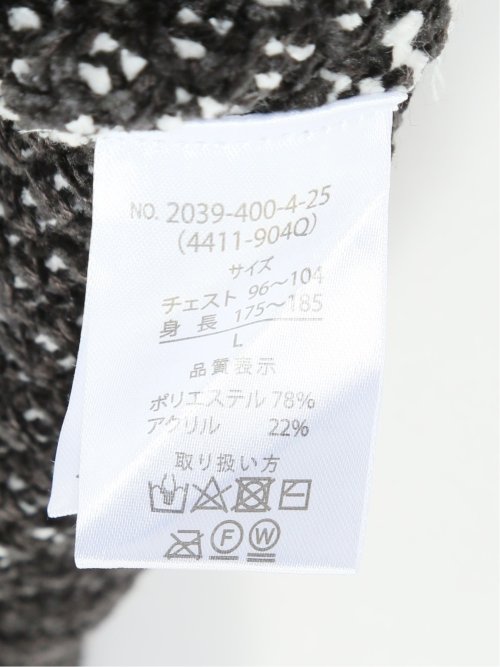 NO. 2039-400-4-25
(4411-904Q)
サイズ
チェスト 96～104
身 長 175～185
L
品質表示
ポリエステル 78%
アクリル 22%
取り扱い方
F W